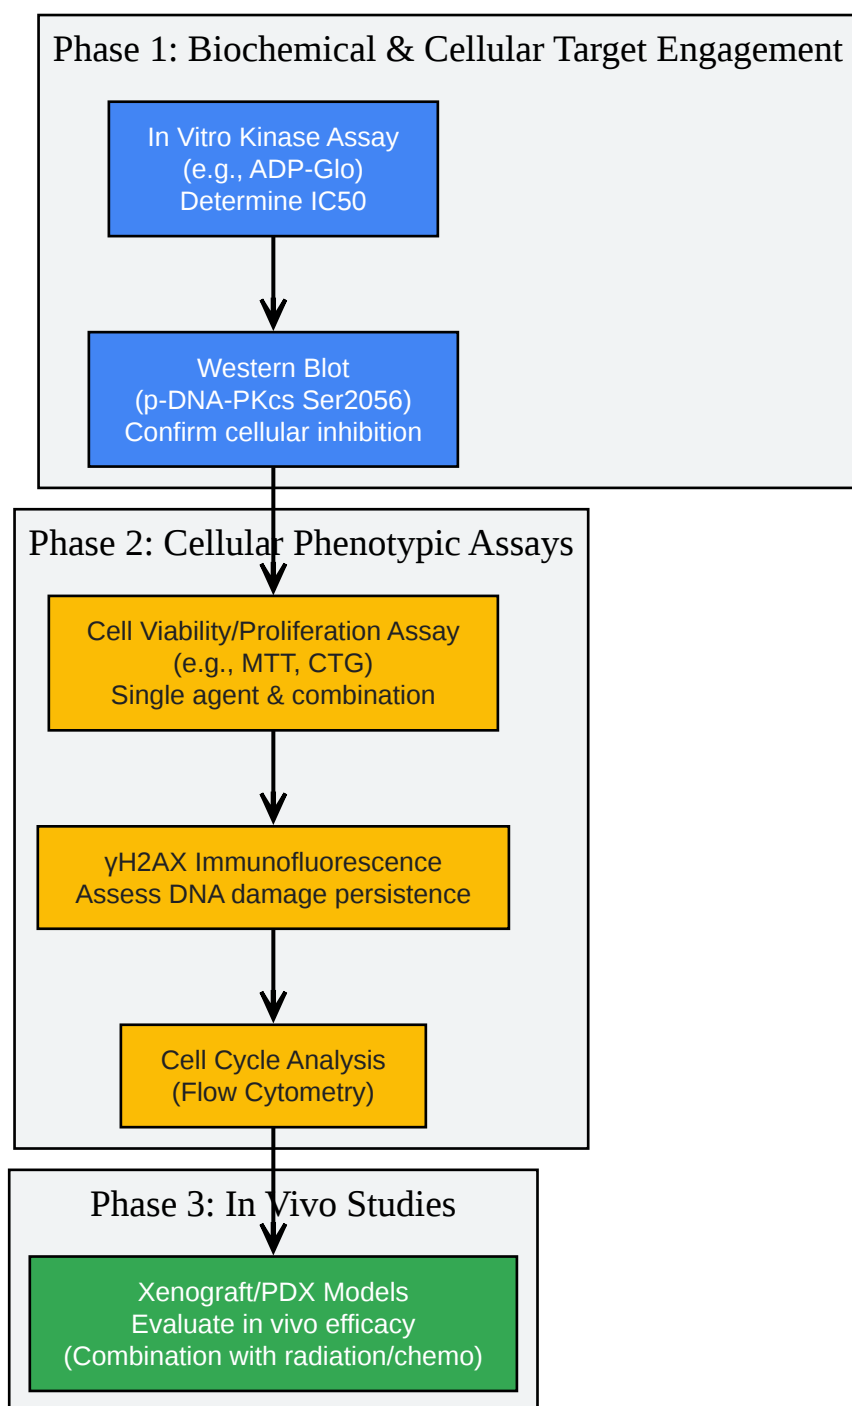 Phase 1: Biochemical & Cellular Target Engagement
In Vitro Kinase Assay
(e.g., ADP-Glo)
Determine IC50
Western Blot
(p-DNA-PKcs Ser2056)
Confirm cellular inhibition
Phase 2: Cellular Phenotypic Assays
Cell Viability/Proliferation Assay
(e.g., MTT, CTG)
Single agent & combination
γH2AX Immunofluorescence
Assess DNA damage persistence
Cell Cycle Analysis
(Flow Cytometry)
Phase 3: In Vivo Studies
Xenograft/PDX Models
Evaluate in vivo efficacy
(Combination with radiation/chemo)